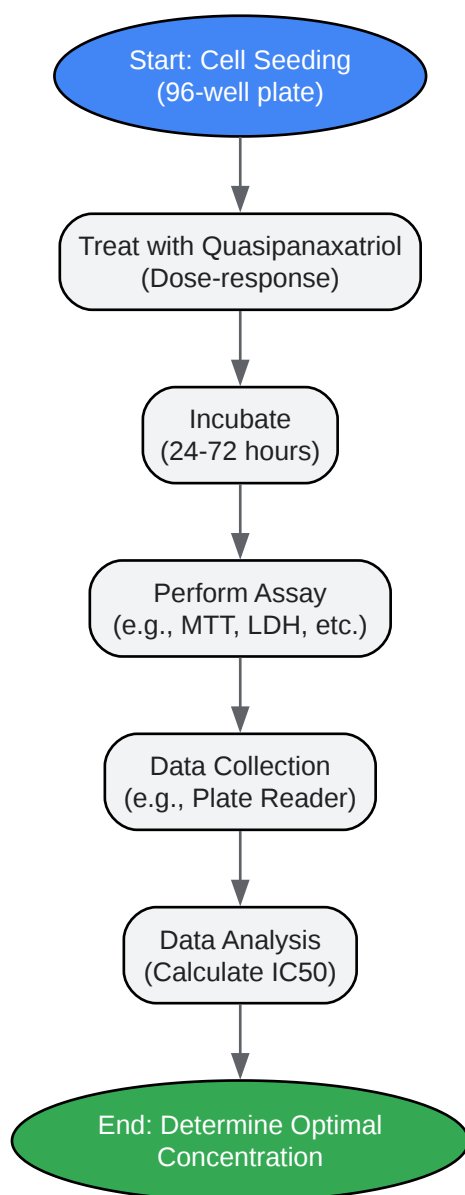 Start: Cell Seeding
(96-well plate)
Treat with Quasipanaxatriol
(Dose-response)
Incubate
(24-72 hours)
Perform Assay
(e.g., MTT, LDH, etc.)
Data Collection
(e.g., Plate Reader)
Data Analysis
(Calculate IC50)
End: Determine Optimal
Concentration